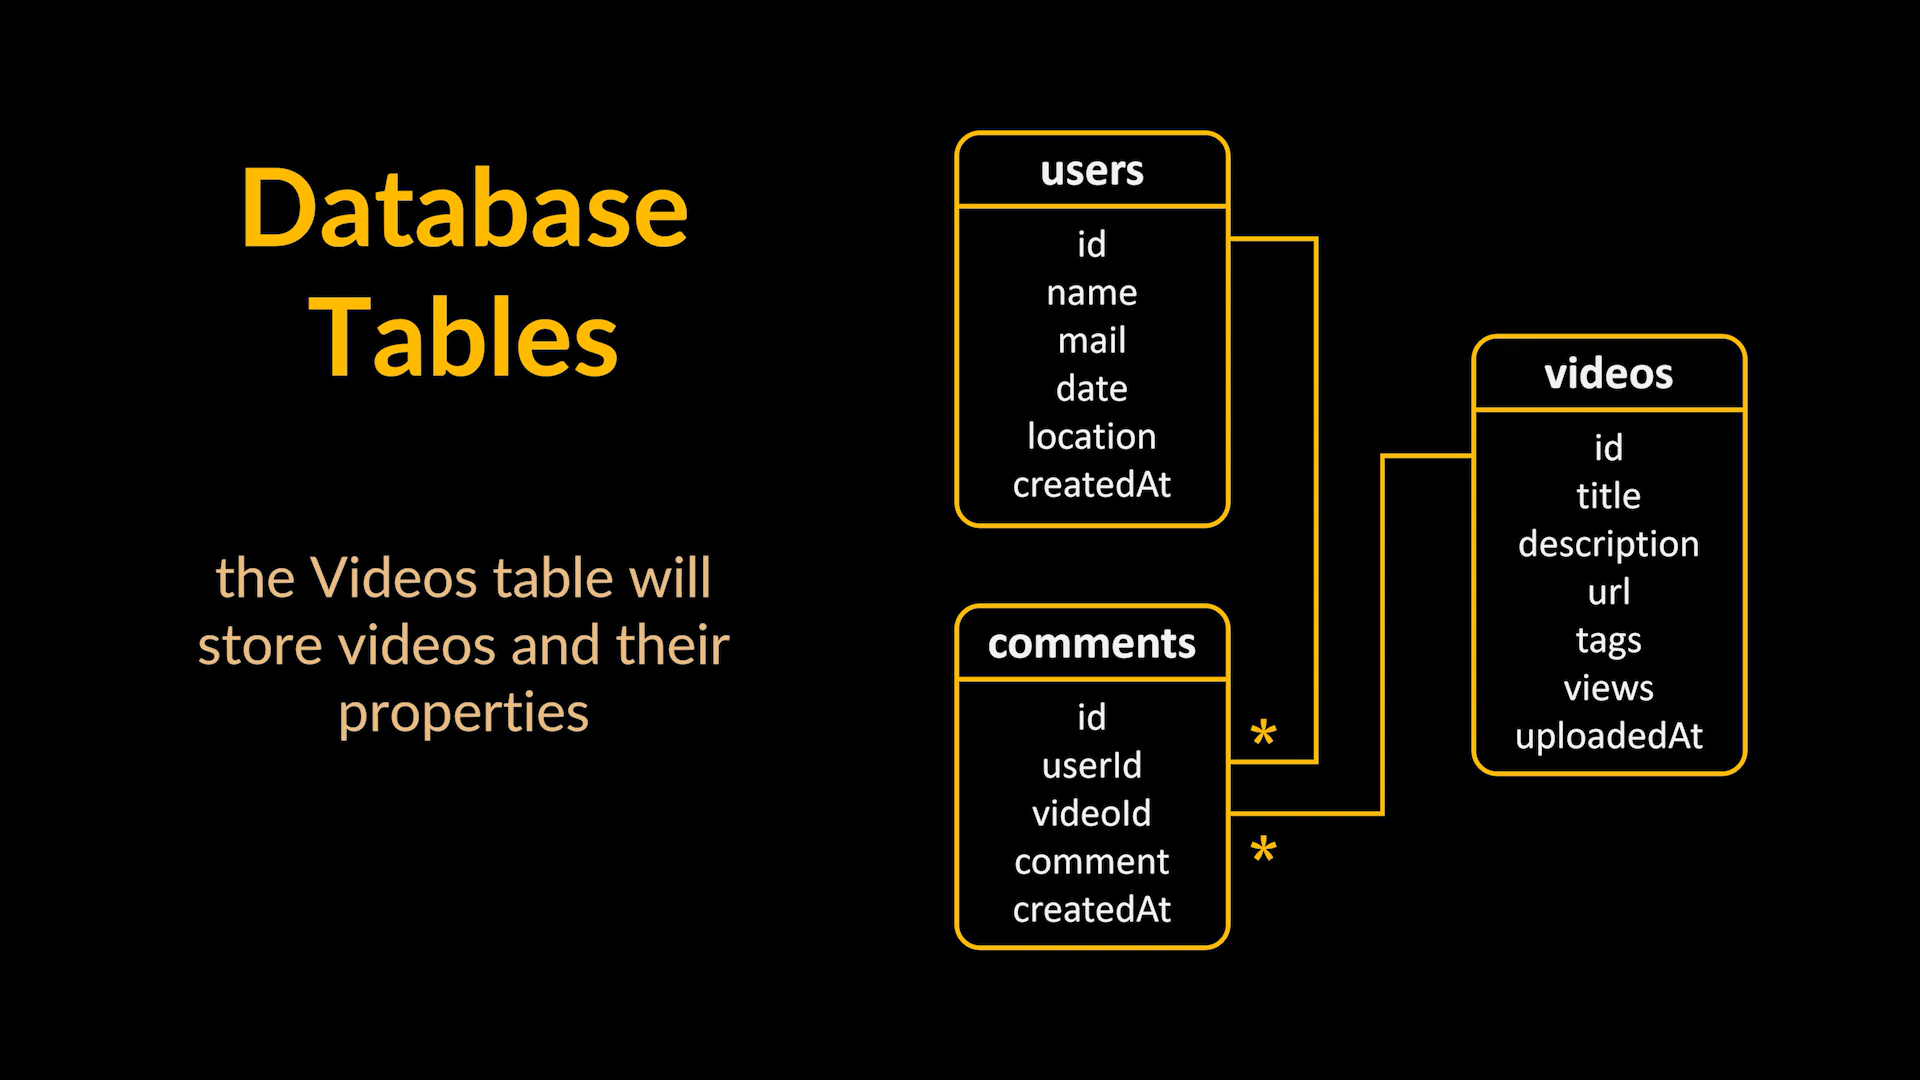 Database
Tables
the Videos table will
store videos and their
properties
users
id
name
mail
date
location
createdAt
comments
id
userId
*
videoId
*
comment
createdAt
videos
id
title
description
url
tags
views
uploadedAt